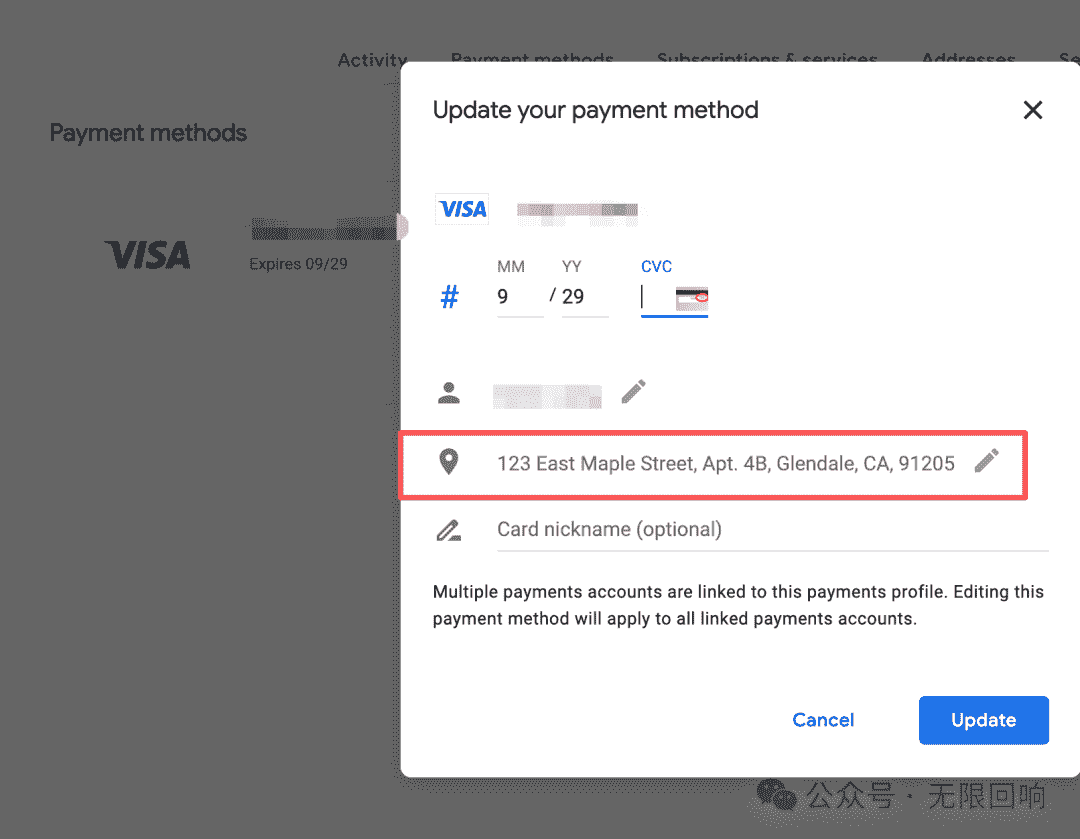 Activity Payment methods Subscriptions & services Addresses Se
Payment methods
VISA
Expires 09/29
Update your payment method
VISA
MM YY CVC
# 9 / 29
123 East Maple Street, Apt. 4B, Glendale, CA, 91205
Card nickname (optional)
Multiple payments accounts are linked to this payments profile. Editing this
payment method will apply to all linked payments accounts.
Cancel Update
公众号 · 无限回响